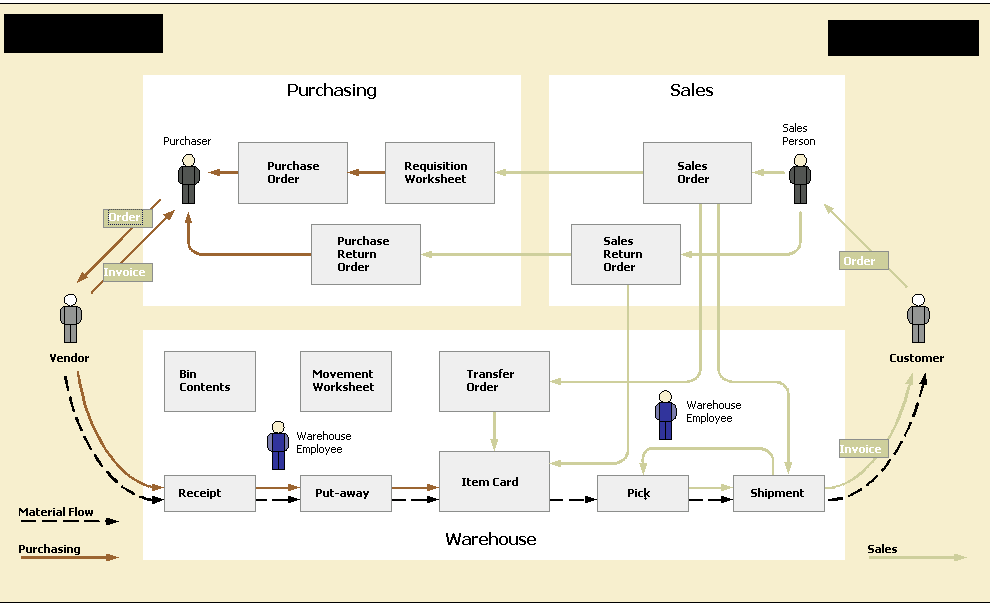 Purchasing
Sales
Purchaser
Sales
Person
Purchase
Order
Requisition
Worksheet
Sales
Order
Order
Purchase
Return
Order
Sales
Return
Order
Invoice
Order
Vendor
Customer
Bin
Contents
Movement
Worksheet
Transfer
Order
Warehouse
Employee
Warehouse
Employee
Invoice
Receipt
Put-away
Item Card
Pick
Shipment
Material Flow
Warehouse
Purchasing
Sales